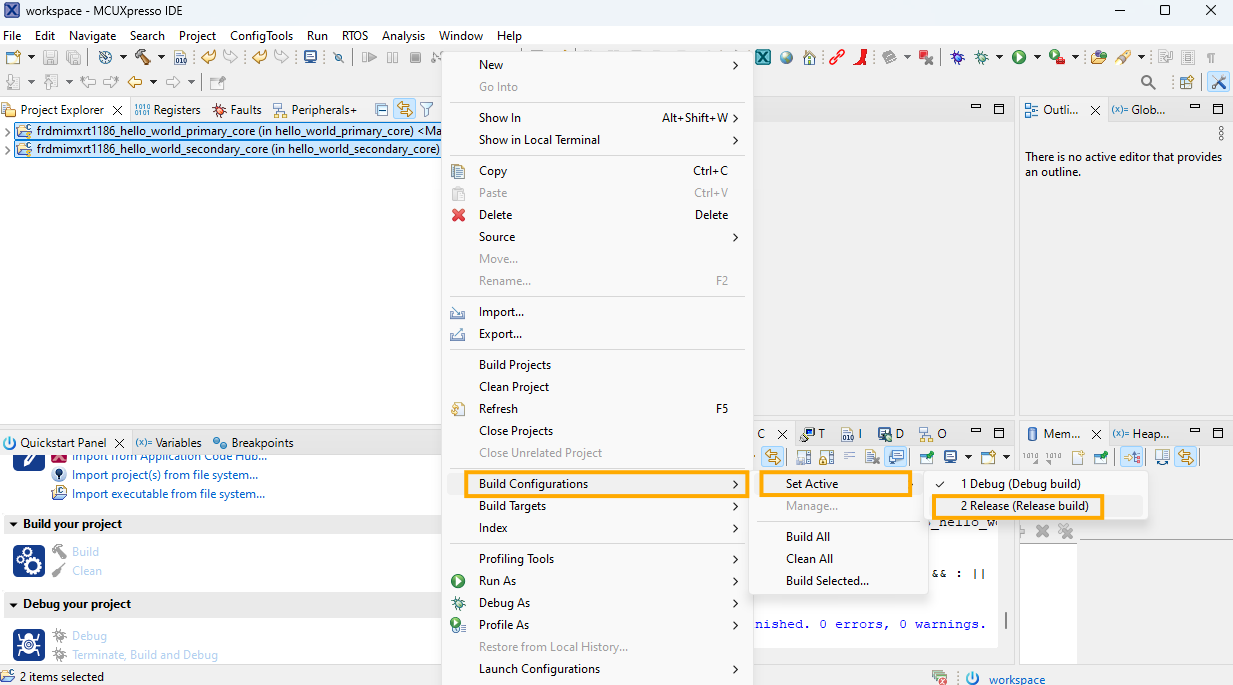 workspace - MCUXpresso IDE
File Edit Navigate Search Project ConfigTools Run RTOS Analysis Window Help
Project Explorer Registers Faults Peripherals+
frdmimxrt1186_hello_world_primary_core (in hello_world_primary_core) <Ma
frdmimxrt1186_hello_world_secondary_core (in hello_world_secondary_core)
New
Go Into
Show In Alt+Shift+W
Show in Local Terminal
Copy Ctrl+C
Paste Ctrl+V
Delete Delete
Source
Move...
Rename... F2
Import...
Export...
Build Projects
Clean Project
Refresh F5
Close Projects
Close Unrelated Project
Build Configurations
Build Targets
Index
Profiling Tools
Run As
Debug As
Profile As
Restore from Local History...
Launch Configurations
Set Active
Manage...
Build All
Clean All
Build Selected...
1 Debug (Debug build)
2 Release (Release build)
Outli... (x)= Glob...
There is no active editor that provides
an outline.
Quickstart Panel (x)= Variables Breakpoints
Import from Application Code Hub...
Import project(s) from file system...
Import executable from file system...
Build your project
Build
Clean
Debug your project
Debug
Terminate, Build and Debug
C T I D O
Mem... (x)= Heap...
_hello_w
&& : ||
nished. 0 errors, 0 warnings.
2 items selected
workspace